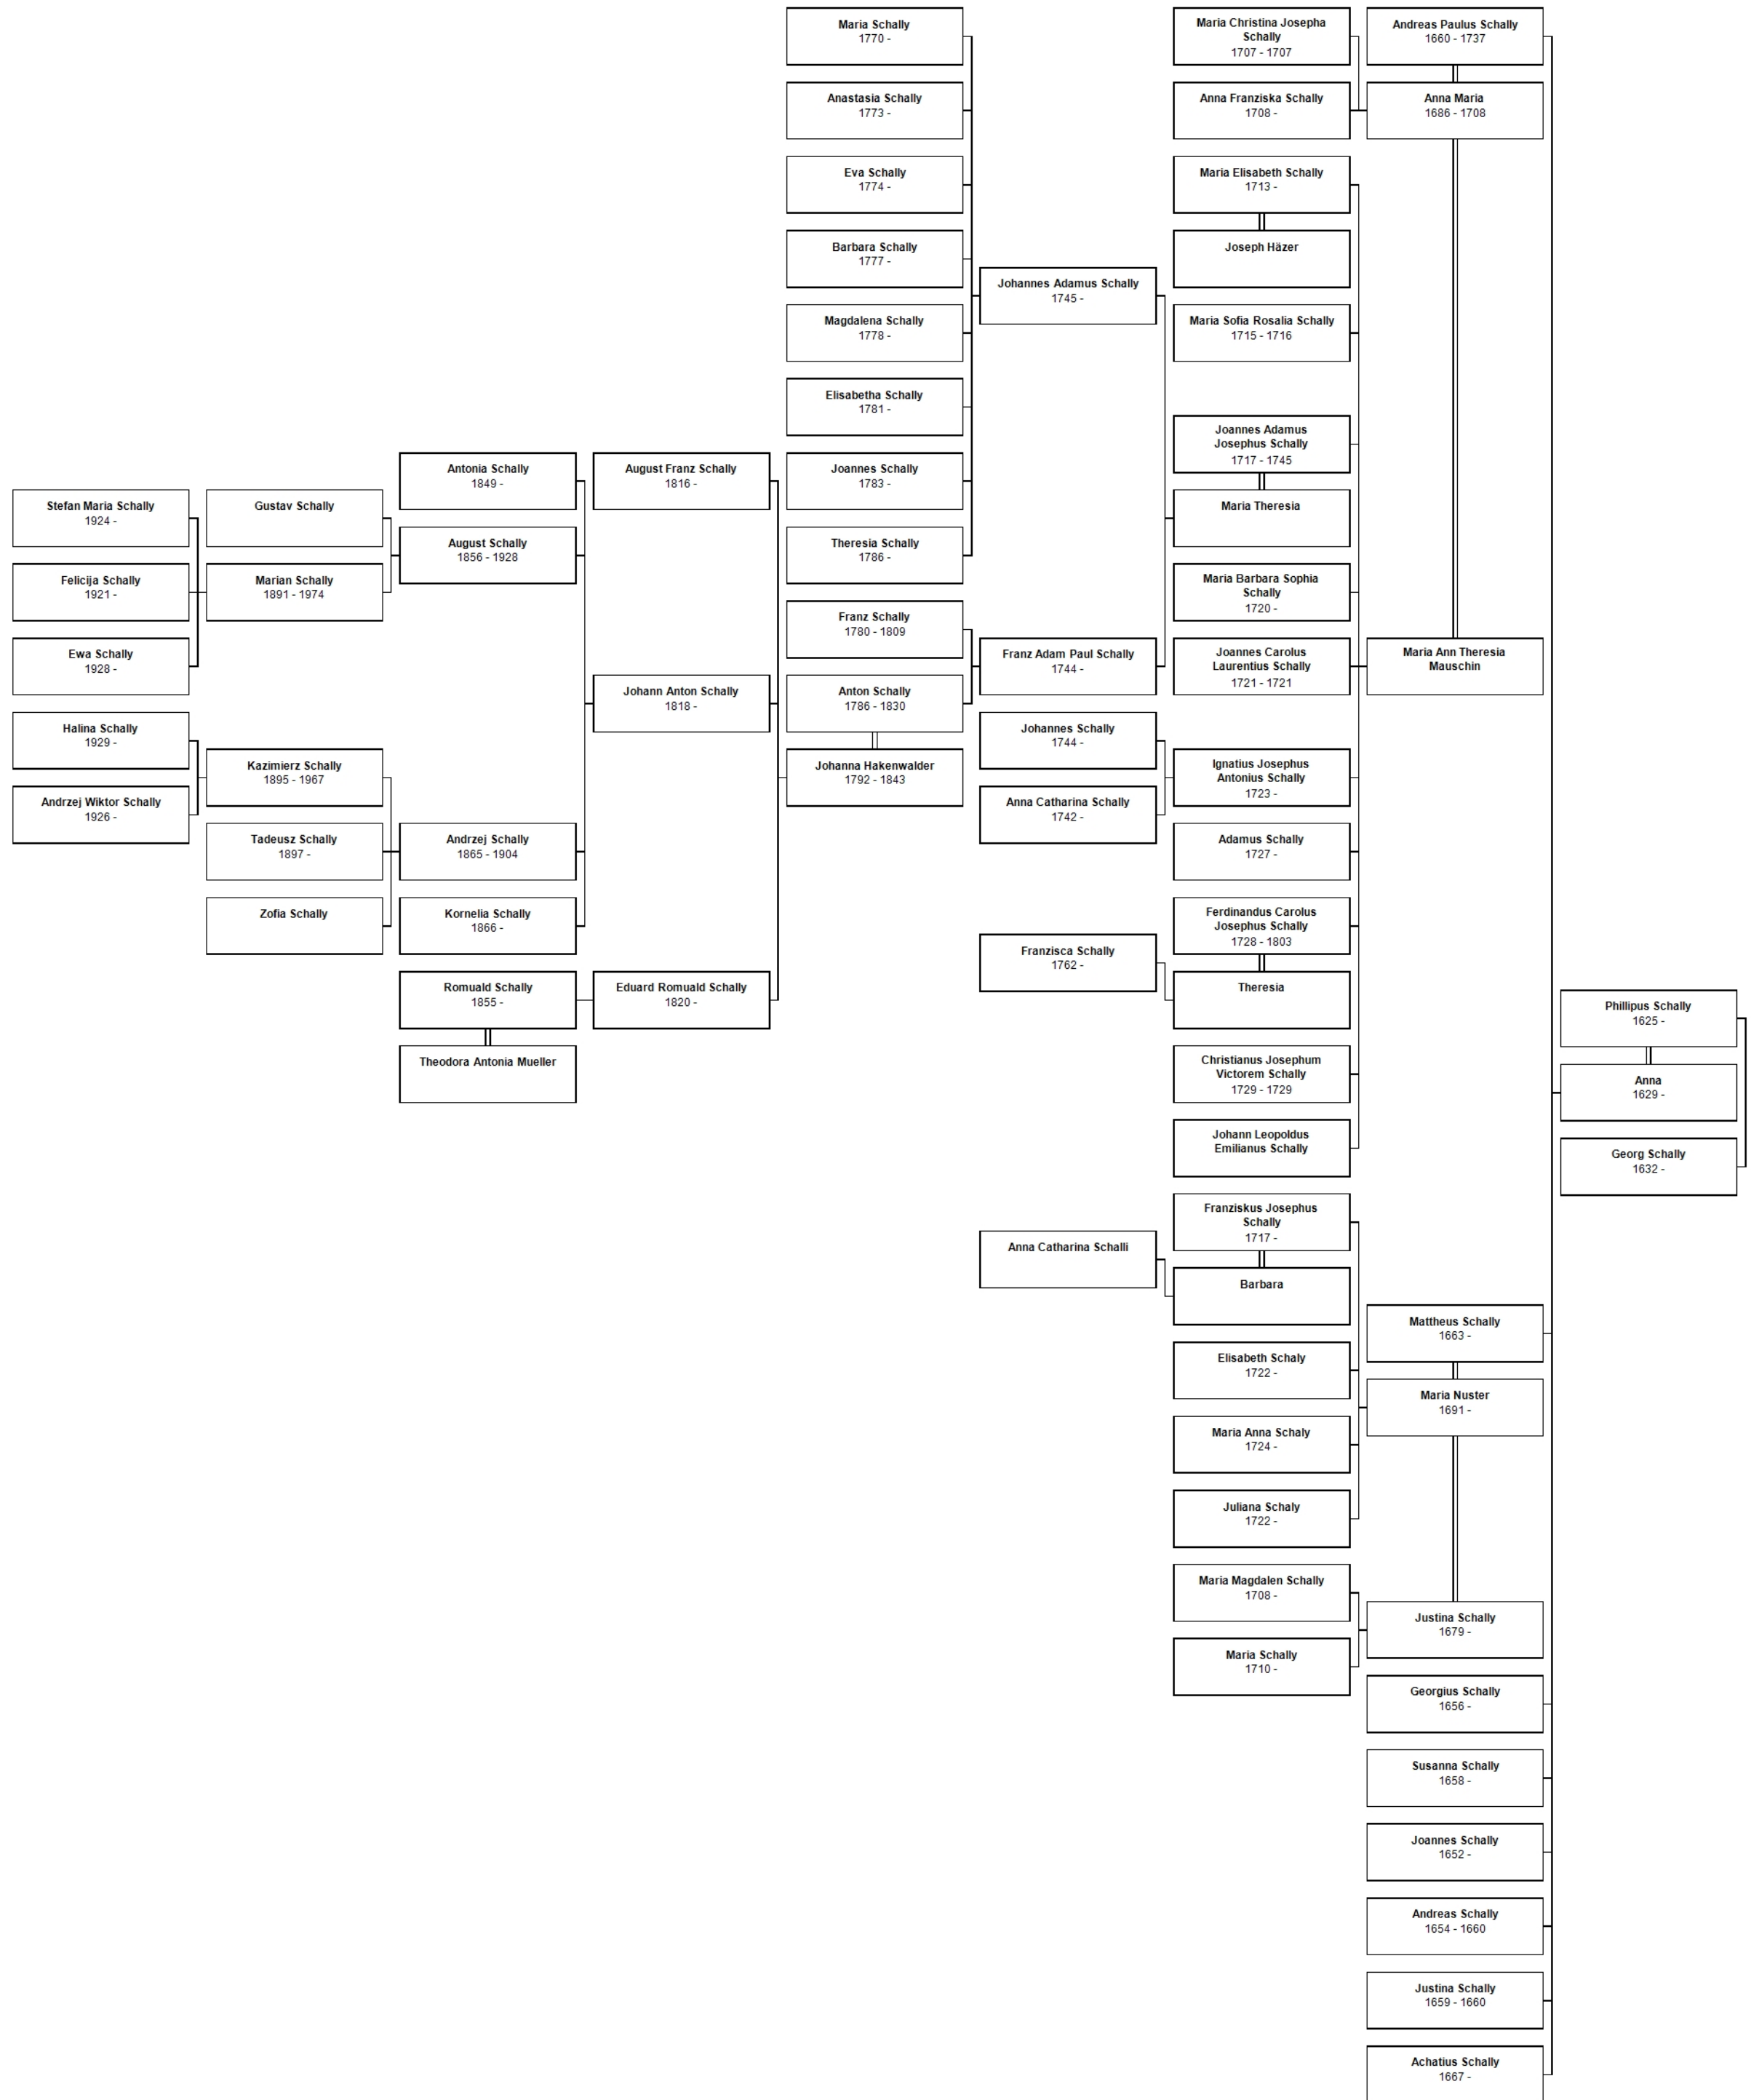 Stefan Maria Schally
1924 -
Felicija Schally
1921 -
Ewa Schally
1928 -
Halina Schally
1929 -
Andrzej Wiktor Schally
1926 -
Gustav Schally
Marian Schally
1891 - 1974
Kazimierz Schally
1895 - 1967
Tadeusz Schally
1897 -
Zofia Schally
Antonia Schally
1849 -
August Schally
1856 - 1928
Andrzej Schally
1865 - 1904
Kornelia Schally
1866 -
Romuald Schally
1855 -
Theodora Antonia Mueller
August Franz Schally
1816 -
Johann Anton Schally
1818 -
Eduard Romuald Schally
1820 -
Maria Schally
1770 -
Anastasia Schally
1773 -
Eva Schally
1774 -
Barbara Schally
1777 -
Magdalena Schally
1778 -
Elisabetha Schally
1781 -
Joannes Schally
1783 -
Theresia Schally
1786 -
Franz Schally
1780 - 1809
Anton Schally
1786 - 1830
Johanna Hakenwalder
1792 - 1843
Johannes Adamus Schally
1745 -
Franz Adam Paul Schally
1744 -
Johannes Schally
1744 -
Anna Catharina Schally
1742 -
Franzisca Schally
1762 -
Anna Catharina Schalli
Maria Christina Josepha
Schally
1707 - 1707
Anna Franziska Schally
1708 -
Maria Elisabeth Schally
1713 -
Joseph Häzer
Maria Sofia Rosalia Schally
1715 - 1716
Joannes Adamus
Josephus Schally
1717 - 1745
Maria Theresia
Maria Barbara Sophia
Schally
1720 -
Joannes Carolus
Laurentius Schally
1721 - 1721
Ignatius Josephus
Antonius Schally
1723 -
Adamus Schally
1727 -
Ferdinandus Carolus
Josephus Schally
1728 - 1803
Theresia
Christianus Josephum
Victorem Schally
1729 - 1729
Johann Leopoldus
Emilianus Schally
Franziskus Josephus
Schally
1717 -
Barbara
Elisabeth Schaly
1722 -
Maria Anna Schaly
1724 -
Juliana Schaly
1722 -
Maria Magdalen Schally
1708 -
Maria Schally
1710 -
Andreas Paulus Schally
1660 - 1737
Anna Maria
1686 - 1708
Maria Ann Theresia
Mauschin
Mattheus Schally
1663 -
Maria Nuster
1691 -
Justina Schally
1679 -
Georgius Schally
1656 -
Susanna Schally
1658 -
Joannes Schally
1652 -
Andreas Schally
1654 - 1660
Justina Schally
1659 - 1660
Achatius Schally
1667 -
Phillipus Schally
1625 -
Anna
1629 -
Georg Schally
1632 -